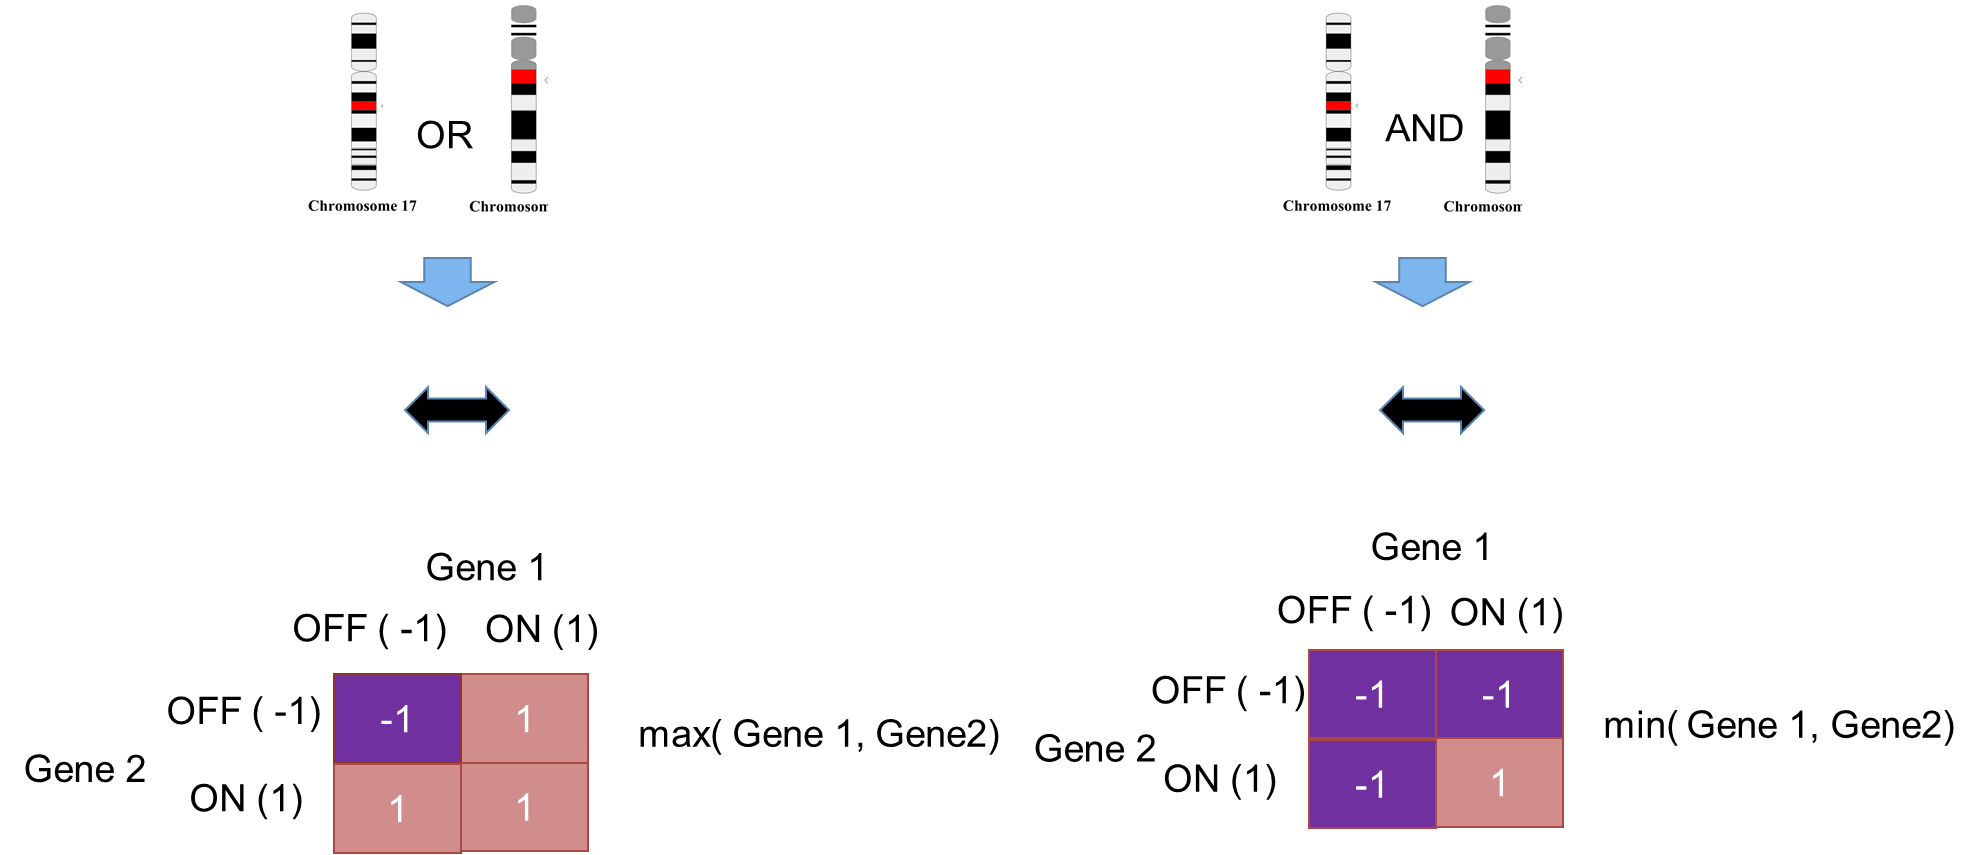 OR
Chromosome 17
Chromosom
AND
Chromosome 17
Chromosom
Gene 1
OFF ( -1) ON (1)
OFF ( -1)
-1 1
Gene 2
ON (1)
1 1
max( Gene 1, Gene2)
Gene 1
OFF ( -1) ON (1)
OFF ( -1)
-1 -1
Gene 2
ON (1)
-1 1
min( Gene 1, Gene2)